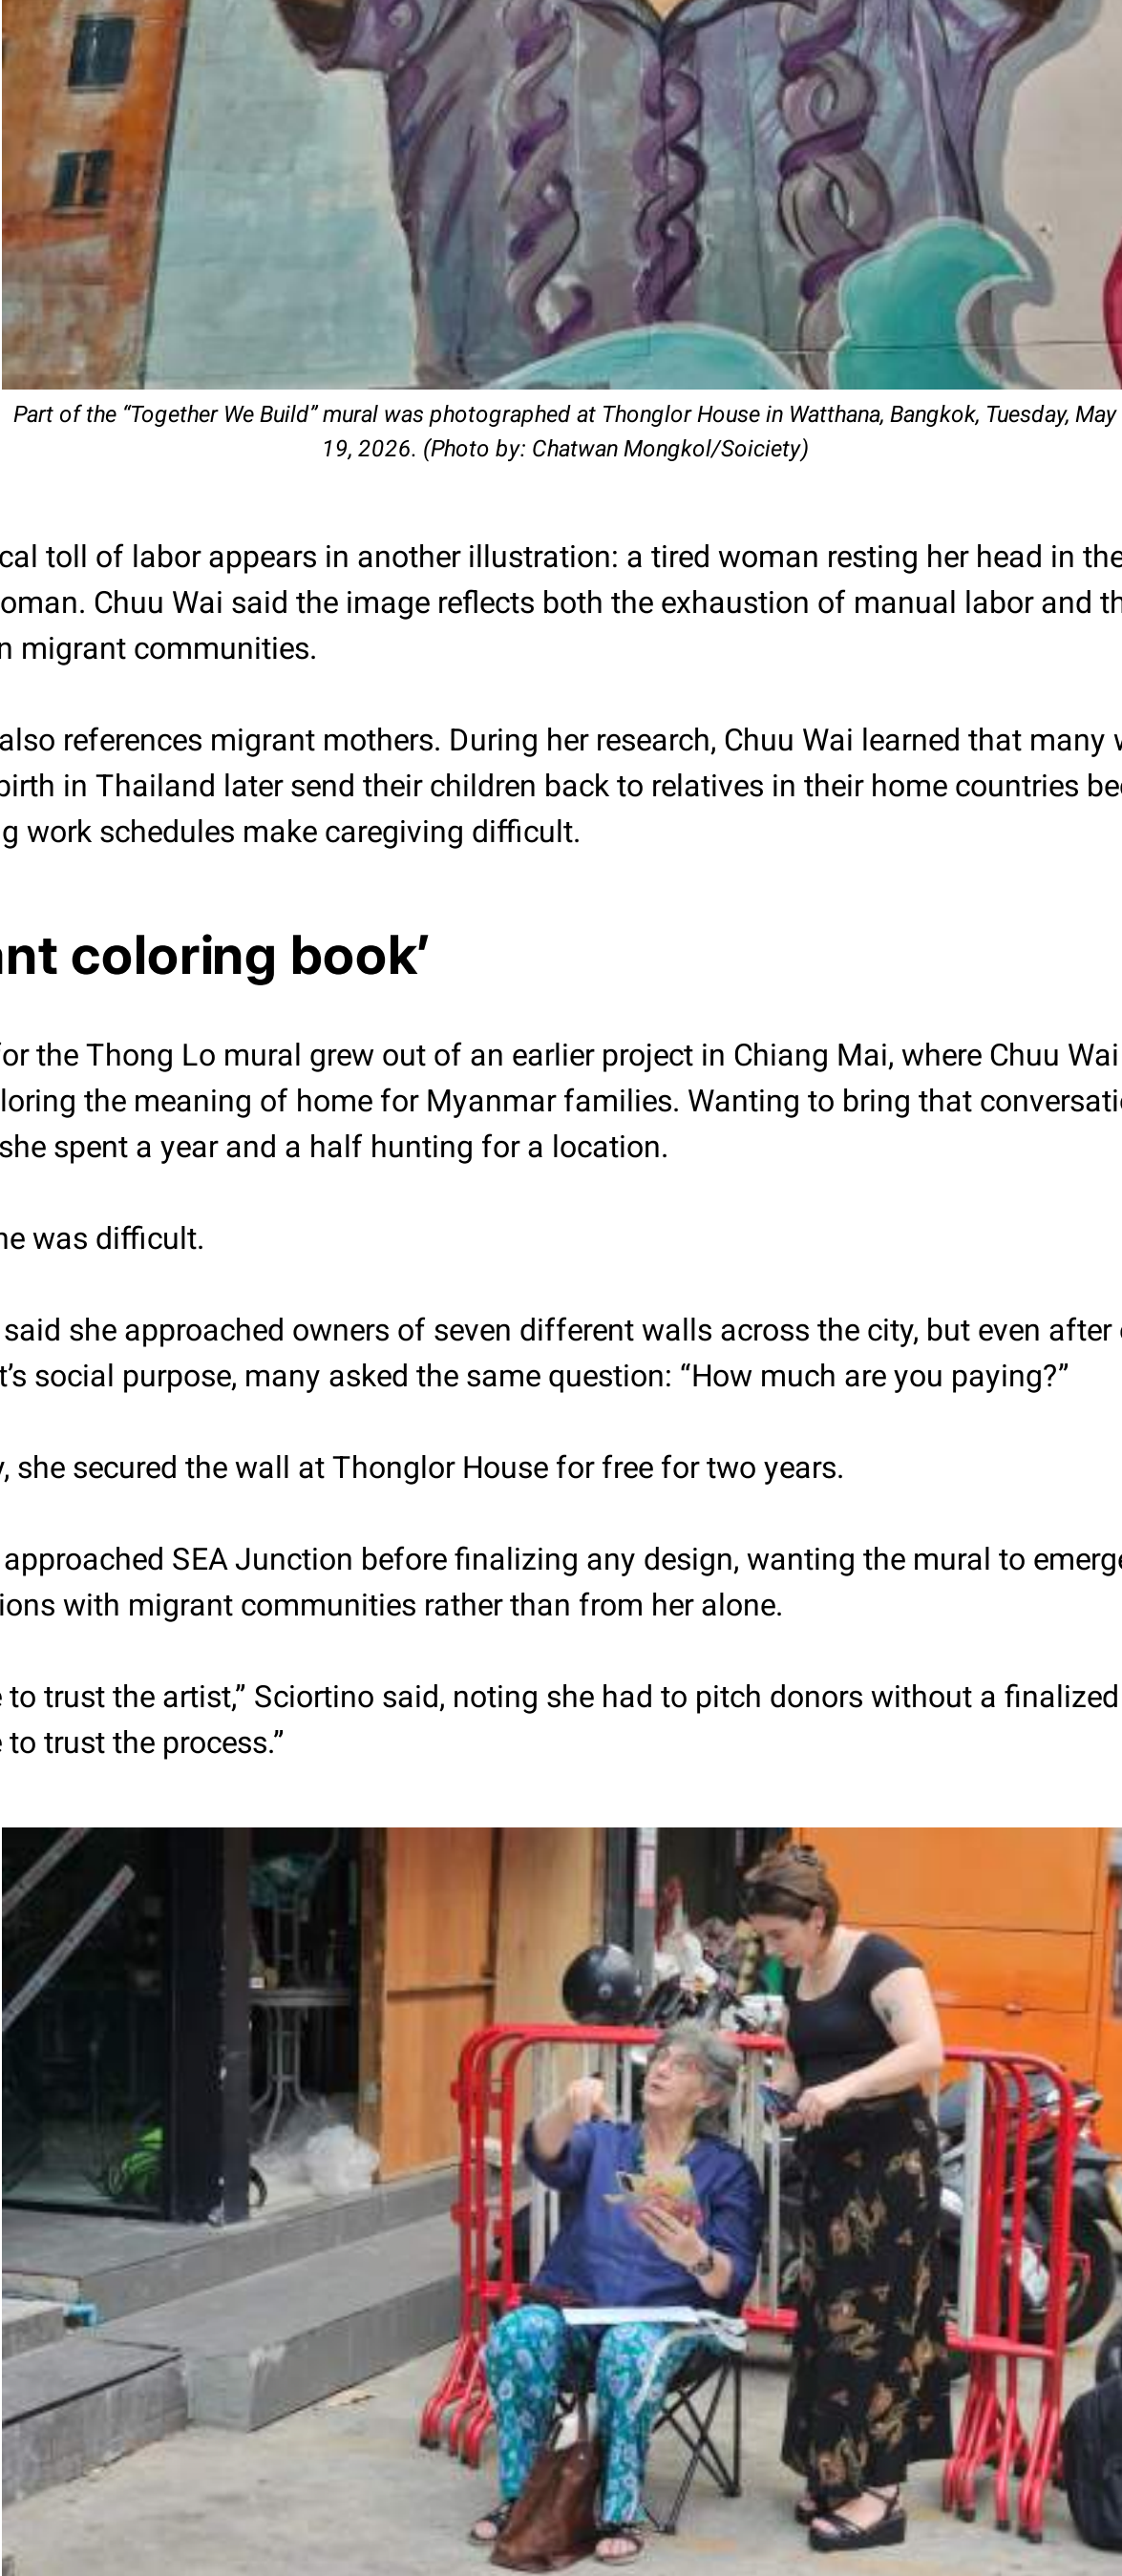 Part of the “Together We Build” mural was photographed at Thonglor House in Watthana, Bangkok, Tuesday, May
19, 2026. (Photo by: Chatwan Mongkol/Soiciety)
cal toll of labor appears in another illustration: a tired woman resting her head in the
oman. Chuu Wai said the image reflects both the exhaustion of manual labor and th
n migrant communities.
also references migrant mothers. During her research, Chuu Wai learned that many w
birth in Thailand later send their children back to relatives in their home countries bec
g work schedules make caregiving difficult.
ant coloring book’
for the Thong Lo mural grew out of an earlier project in Chiang Mai, where Chuu Wai
loring the meaning of home for Myanmar families. Wanting to bring that conversatio
she spent a year and a half hunting for a location.
ne was difficult.
said she approached owners of seven different walls across the city, but even after e
t’s social purpose, many asked the same question: “How much are you paying?”
y, she secured the wall at Thonglor House for free for two years.
approached SEA Junction before finalizing any design, wanting the mural to emerge
ions with migrant communities rather than from her alone.
e to trust the artist,” Sciortino said, noting she had to pitch donors without a finalized
e to trust the process.”